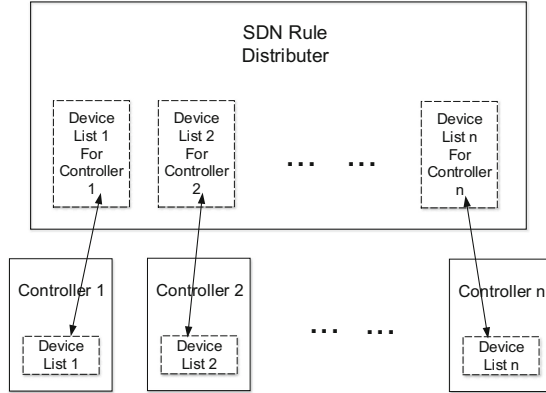 SDN Rule
Distributer
Device
List 1
For
Controller
1
Device
List 2
For
Controller
2
... ...
Device
List n
For
Controller
n
Controller 1
Device
List 1
Controller 2
Device
List 2
... ...
Controller n
Device
List n